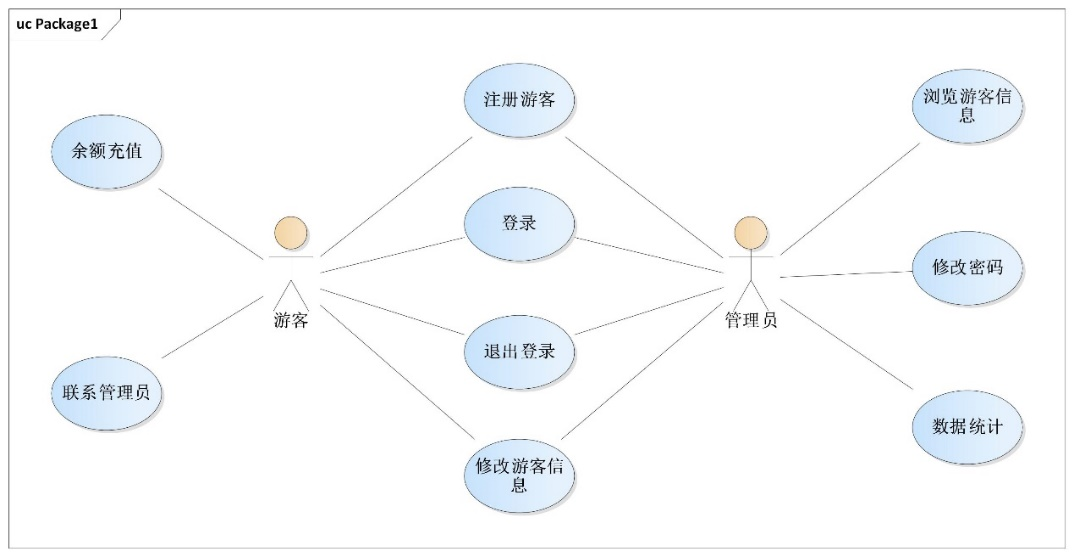 uc Package1
注册游客
浏览游客信
息
余额充值
登录
修改密码
游客
管理员
退出登录
联系管理员
数据统计
修改游客信
息